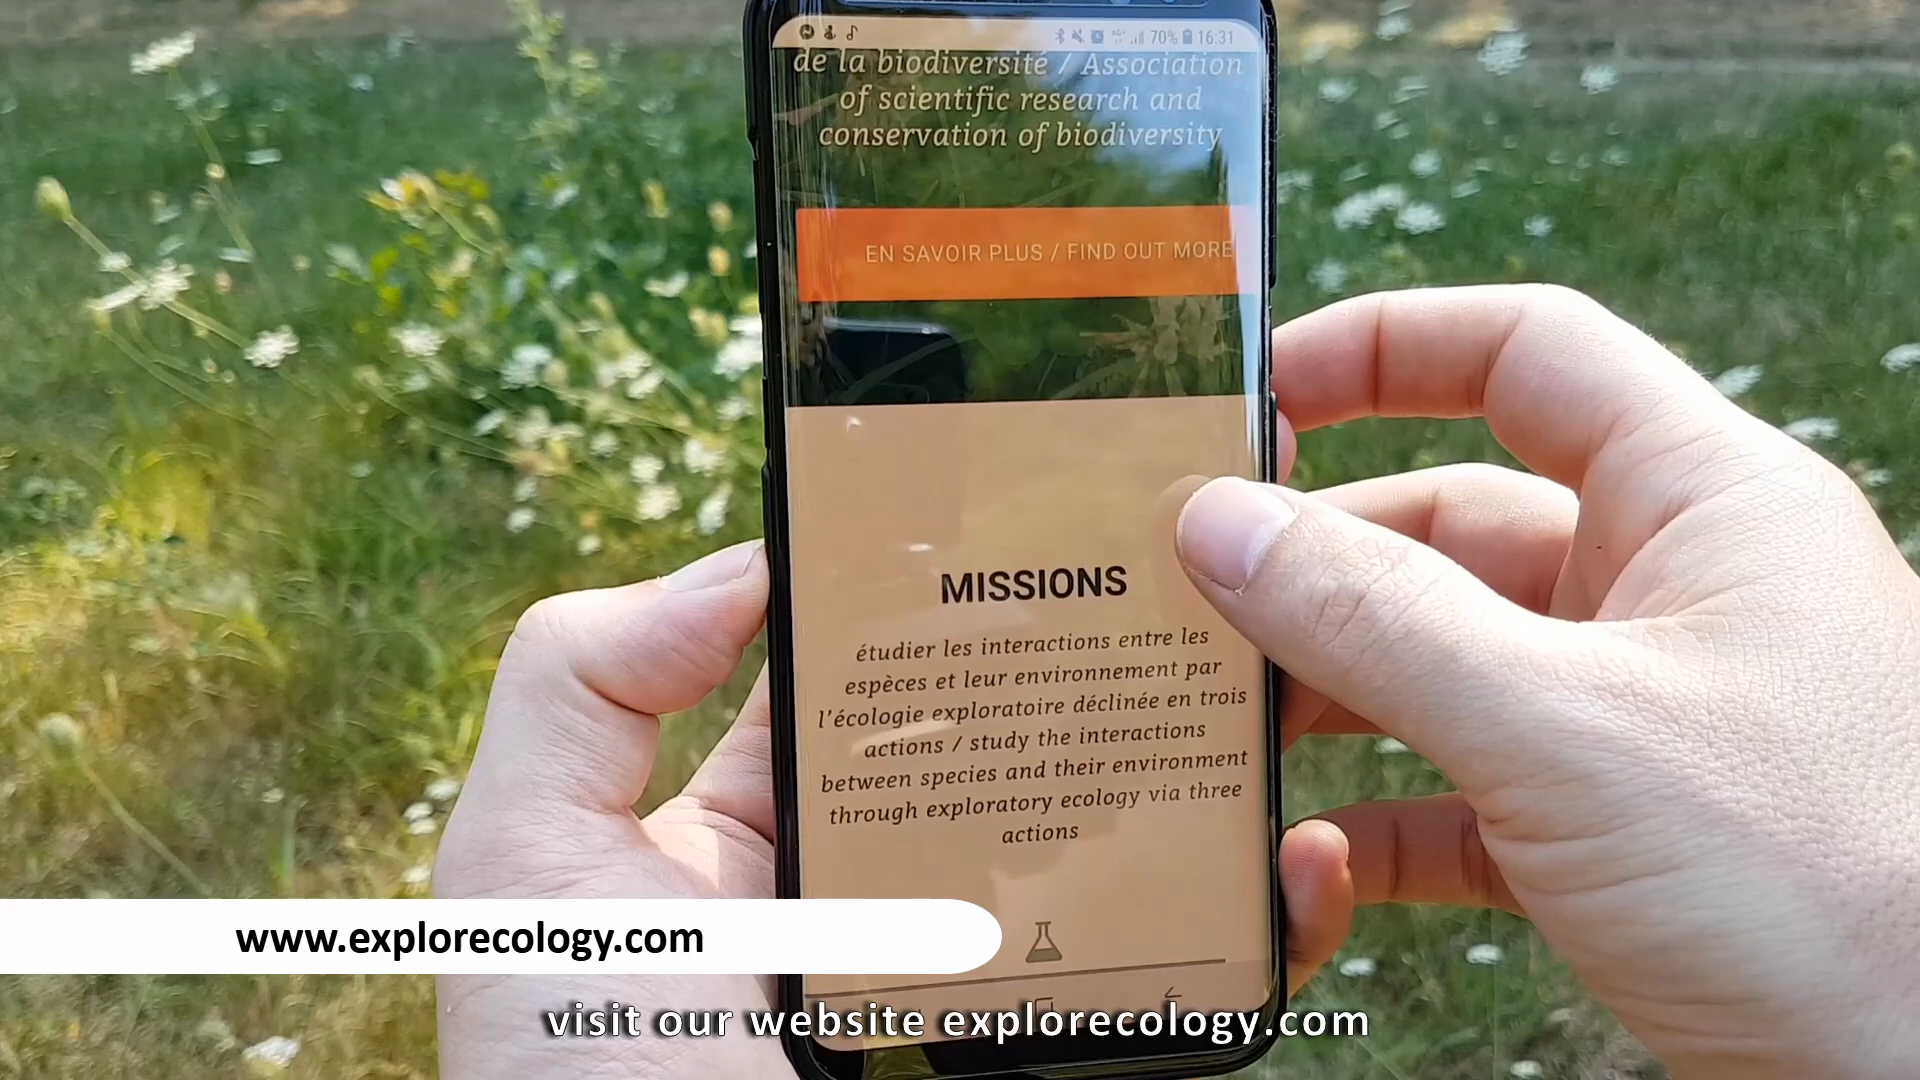 70% 16:31
de la biodiversité / Association
of scientific research and
conservation of biodiversity
EN SAVOIR PLUS / FIND OUT MORE
MISSIONS
étudier les interactions entre les
espèces et leur environnement par
l'écologie exploratoire déclinée en trois
actions / study the interactions
between species and their environment
through exploratory ecology via three
actions
www.explorecology.com
visit our website explorecology.com